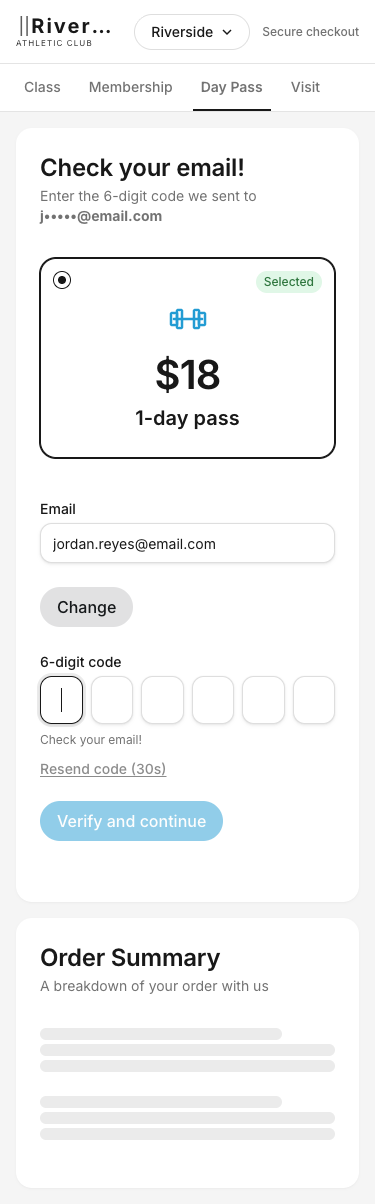 River...
ATHLETIC CLUB
Riverside
Secure checkout
Class
Membership
Day Pass
Visit
Check your email!
Enter the 6-digit code we sent to
j•••••@email.com
Selected
$18
1-day pass
Email
jordan.reyes@email.com
Change
6-digit code
Check your email!
Resend code (30s)
Verify and continue
Order Summary
A breakdown of your order with us